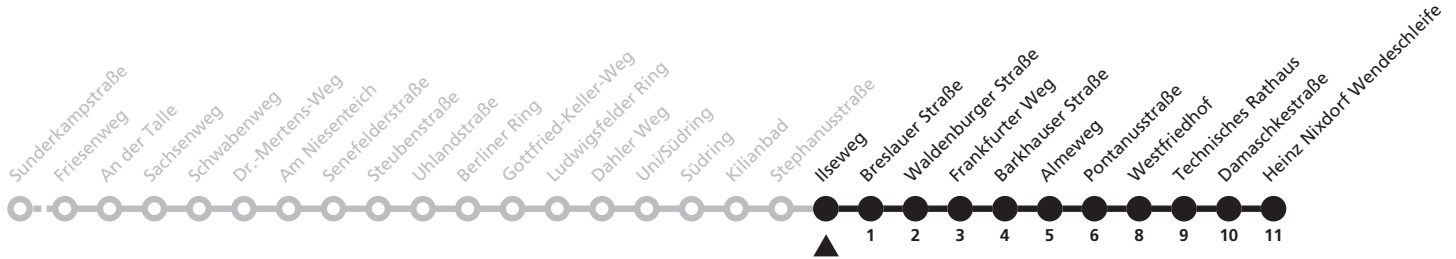 Sunderkampstraße
Friesenweg
An der Talle
Sachsenweg
Schwabenweg
Dr.-Mertens-Weg
Am Niesenteich
Senefelderstraße
Steubenstraße
Uhlandstraße
Berliner Ring
Gottfried-Keller-Weg
Ludwigsfelder Ring
Dahler Weg
Uni/Südring
Südring
Kilianbad
Stephanusstraße
Ilseweg
Breslauer Straße
Waldenburger Straße
Frankfurter Weg
Barkhauser Straße
Almeweg
Pontanusstraße
Westfriedhof
Technisches Rathaus
Damaschkestraße
Heinz Nixdorf Wendeschleife
1 2 3 4 5 6 8 9 10 11